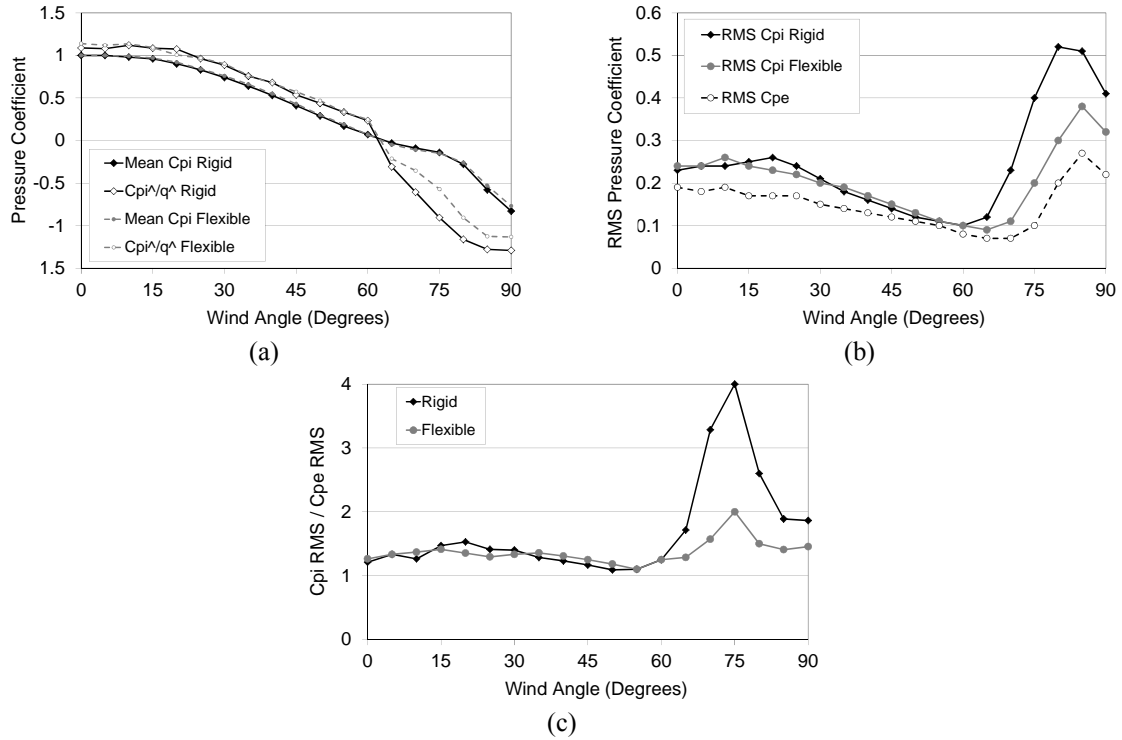 1.5
1
0.5
0
-0.5
-1
1.5
Pressure Coefficient
Mean Cpi Rigid
Cpi^/q^ Rigid
Mean Cpi Flexible
Cpi^/q^ Flexible
0 15 30 45 60 75 90
Wind Angle (Degrees)
(a)
0.6
0.5
0.4
0.3
0.2
0.1
0
RMS Pressure Coefficient
RMS Cpi Rigid
RMS Cpi Flexible
RMS Cpe
0 15 30 45 60 75 90
Wind Angle (Degrees)
(b)
4
3
2
1
0
Cpi RMS / Cpe RMS
Rigid
Flexible
0 15 30 45 60 75 90
Wind Angle (Degrees)
(c)